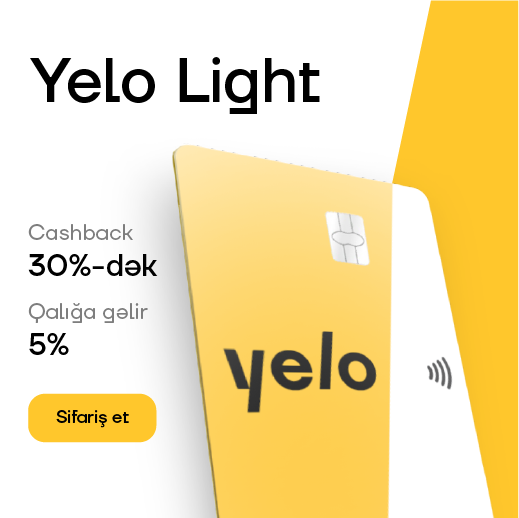 Yelo Light
Cashback
30%-dək
Qalığa gəlir
5%
Sifariş et
yelo